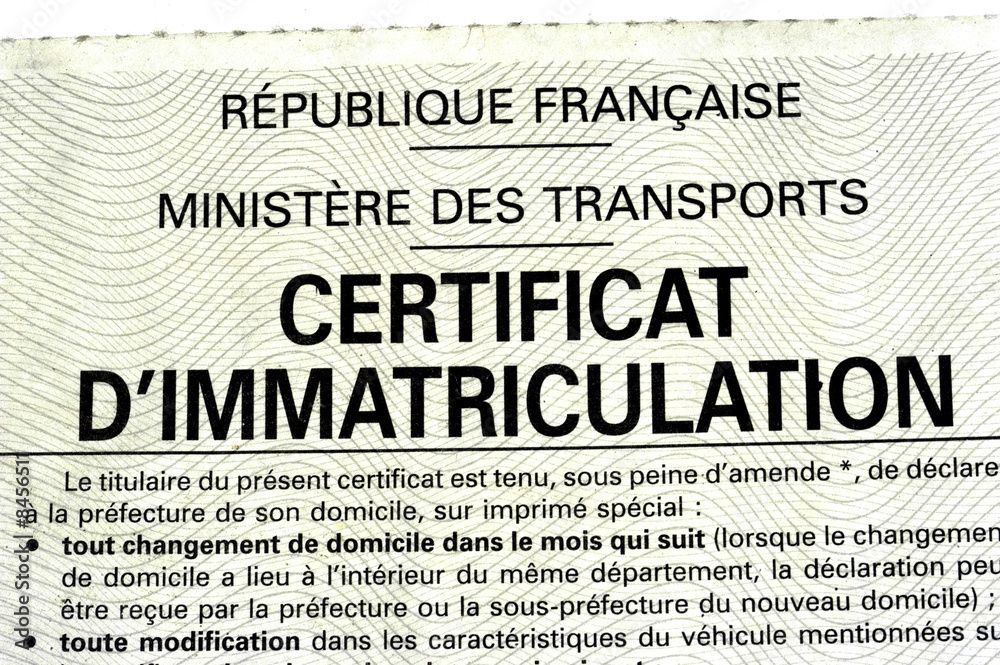 RÉPUBLIQUE FRANÇAISE
MINISTÈRE DES TRANSPORTS
CERTIFICAT
D'IMMATRICULATION
Le titulaire du présent certificat est tenu, sous peine d'amende *, de déclare
à la préfecture de son domicile, sur imprimé spécial :
• tout changement de domicile dans le mois qui suit (lorsque le changemen
de domicile a lieu à l'intérieur du même département, la déclaration peu
être reçue par la préfecture ou la sous-préfecture du nouveau domicile) ;
• toute modification dans les caractéristiques du véhicule mentionnées su
Adobe Stock | #8456511